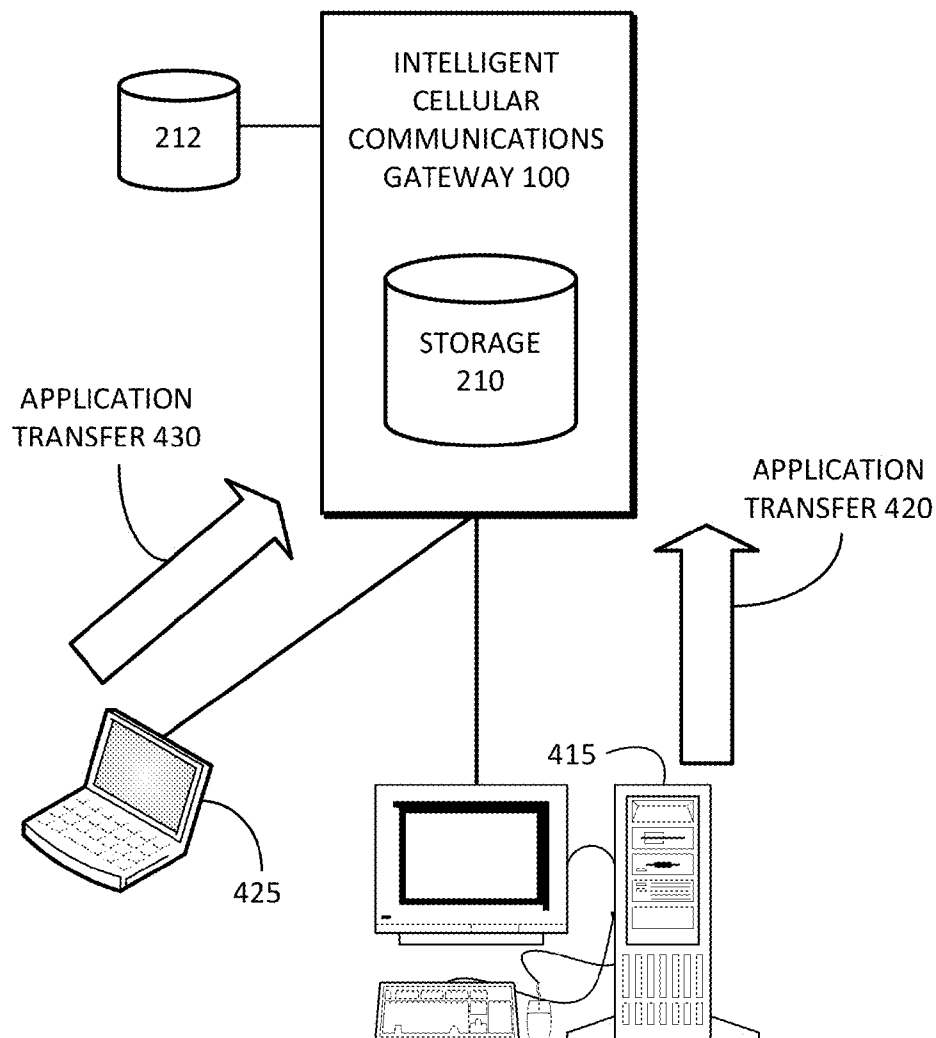 INTELLIGENT
CELLULAR
COMMUNICATIONS
GATEWAY 100
212
STORAGE
210
APPLICATION
TRANSFER 430
APPLICATION
TRANSFER 420
415
425